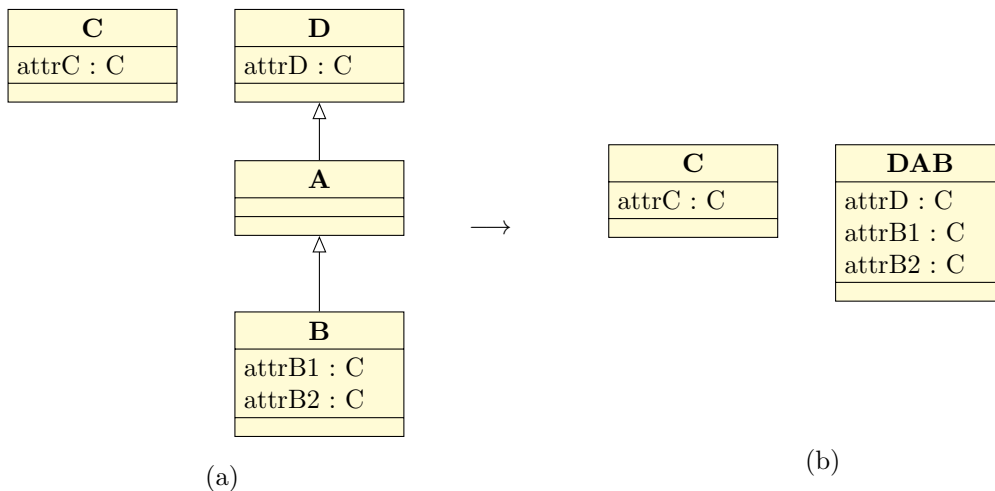 C
attrC : C
D
attrD : C
A
B
attrB1 : C
attrB2 : C
(a)
→
C
attrC : C
DAB
attrD : C
attrB1 : C
attrB2 : C
(b)